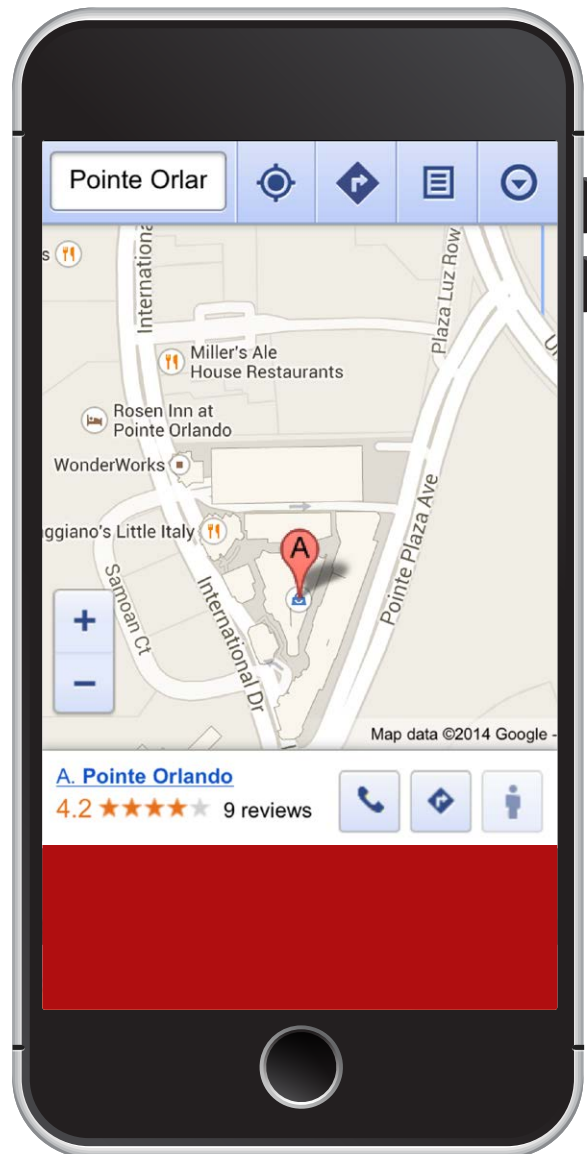 Pointe Orlar
s
International
Plaza Luz Row
Miller's Ale
House Restaurants
Rosen Inn at
Pointe Orlando
WonderWorks
ggiano's Little Italy
A
Pointe Plaza Ave
Samoan Ct
International Dr
+
−
Map data ©2014 Google -
A. Pointe Orlando
4.2 ★★★★★ 9 reviews